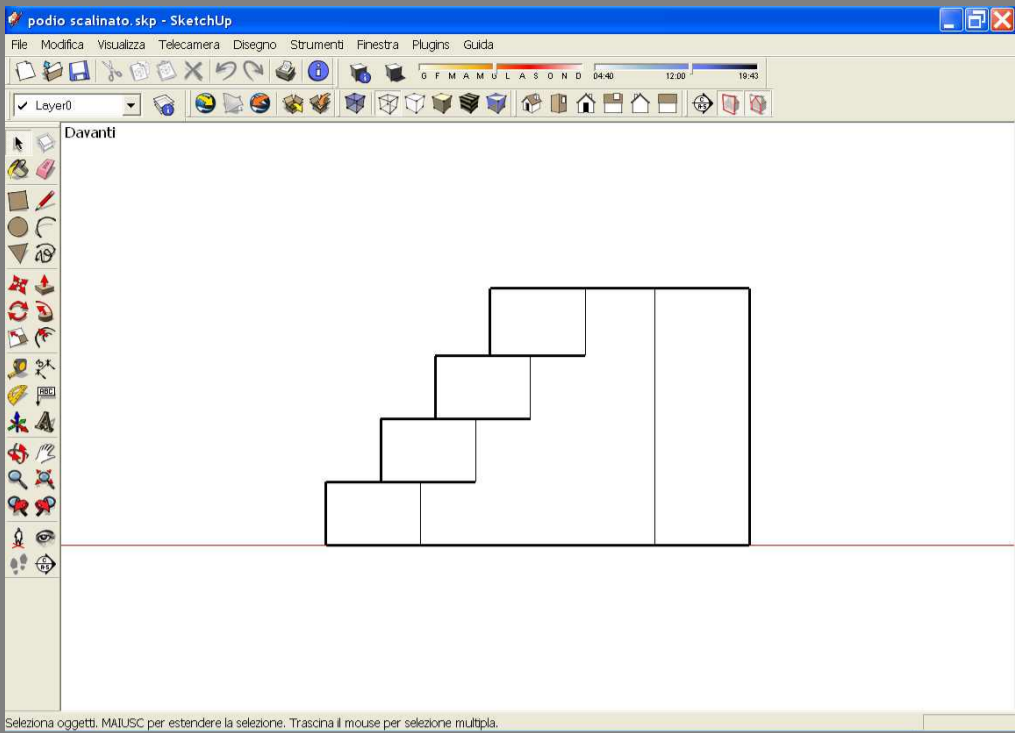 podio scalinato.skp - SketchUp
File Modifica Visualizza Telecamera Disegno Strumenti Finestra Plugins Guida
G F M A M J L A S O N D 04:40 12:00 19:43
Layer0
Davanti
ABC
Seleziona oggetti. MAIUSC per estendere la selezione. Trascina il mouse per selezione multipla.